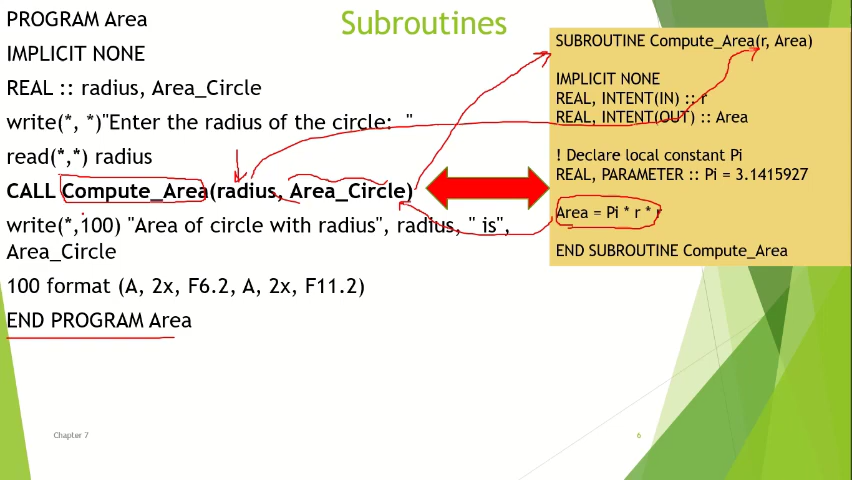 Subroutines
PROGRAM Area
IMPLICIT NONE
REAL :: radius, Area_Circle
write(*, *)"Enter the radius of the circle:  "
read(*,*) radius
CALL Compute_Area(radius, Area_Circle)
write(*,100) "Area of circle with radius", radius, " is",
Area_Circle
100 format (A, 2x, F6.2, A, 2x, F11.2)
END PROGRAM Area
SUBROUTINE Compute_Area(r, Area)
IMPLICIT NONE
REAL, INTENT(IN) :: r
REAL, INTENT(OUT) :: Area
! Declare local constant Pi
REAL, PARAMETER :: Pi = 3.1415927
Area = Pi * r * r
END SUBROUTINE Compute_Area
Chapter 7
6